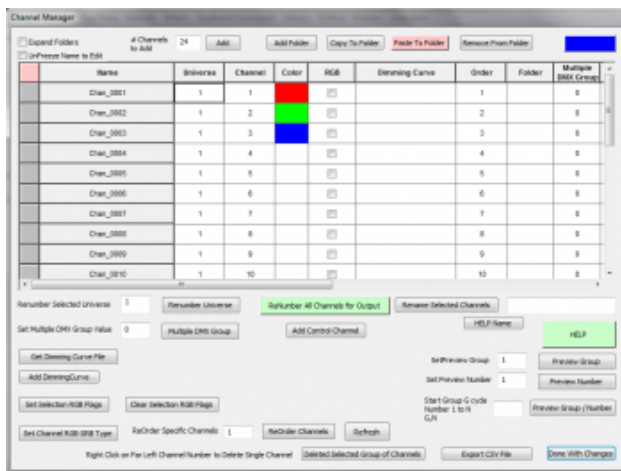 Channel Manager
Expand Folders
# Channels to Add 24 Add Add Folder Copy To Folder Paste To Folder Remove From Folder
UnFreeze Name to Edit
Name Universe Channel Color RGB Dimming Curve Order Folder Multiple DMX Group
Chan_0001 1 1 1 0
Chan_0002 1 2 2 0
Chan_0003 1 3 3 0
Chan_0004 1 4 4 0
Chan_0005 1 5 5 0
Chan_0006 1 6 6 0
Chan_0007 1 7 7 0
Chan_0008 1 8 8 0
Chan_0009 1 9 9 0
Chan_0010 1 10 10 0
Renumber Selected Universe 1 Renumber Universe ReNumber All Channels for Output Rename Selected Channels
Set Multiple DMX Group Value 0 Multiple DMX Group Add Control Channel HELP Name HELP
Get Dimming Curve File SetPreview Group 1 Preview Group
Add DimmingCurve Set Preview Number 1 Preview Number
Set Selection RGB Flags Clear Selection RGB Flags Start Group G cycle Number 1 to N G,N Preview Group /Number
Set Channel RGB GRB Type ReOrder Specific Channels 1 ReOrder Channels Refresh
Right Click on Far Left Channel Number to Delete Single Channel Deleted Selected Group of Channels Export CSV File Done With Changes